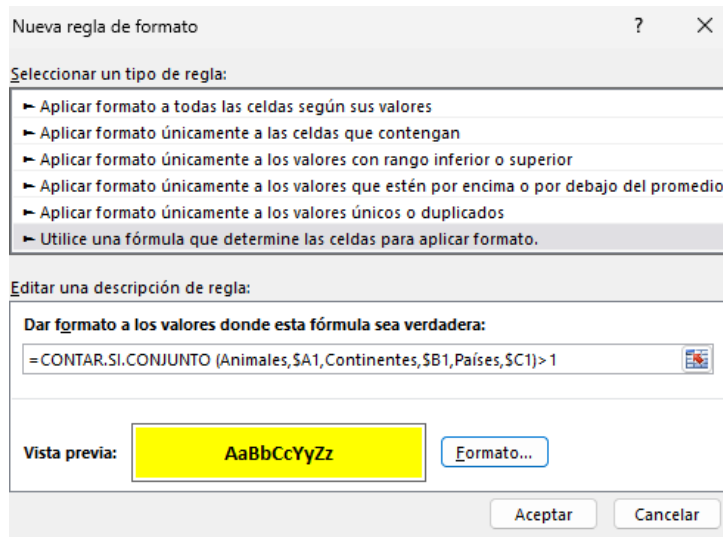 Nueva regla de formato ? ×
Seleccionar un tipo de regla:
► Aplicar formato a todas las celdas según sus valores
► Aplicar formato únicamente a las celdas que contengan
► Aplicar formato únicamente a los valores con rango inferior o superior
► Aplicar formato únicamente a los valores que estén por encima o por debajo del promedio
► Aplicar formato únicamente a los valores únicos o duplicados
► Utilice una fórmula que determine las celdas para aplicar formato.
Editar una descripción de regla:
Dar formato a los valores donde esta fórmula sea verdadera:
=CONTAR.SI.CONJUNTO (Animales,$A1,Continentes,$B1,Países,$C1)>1
Vista previa: AaBbCcYyZz Formato...
Aceptar Cancelar